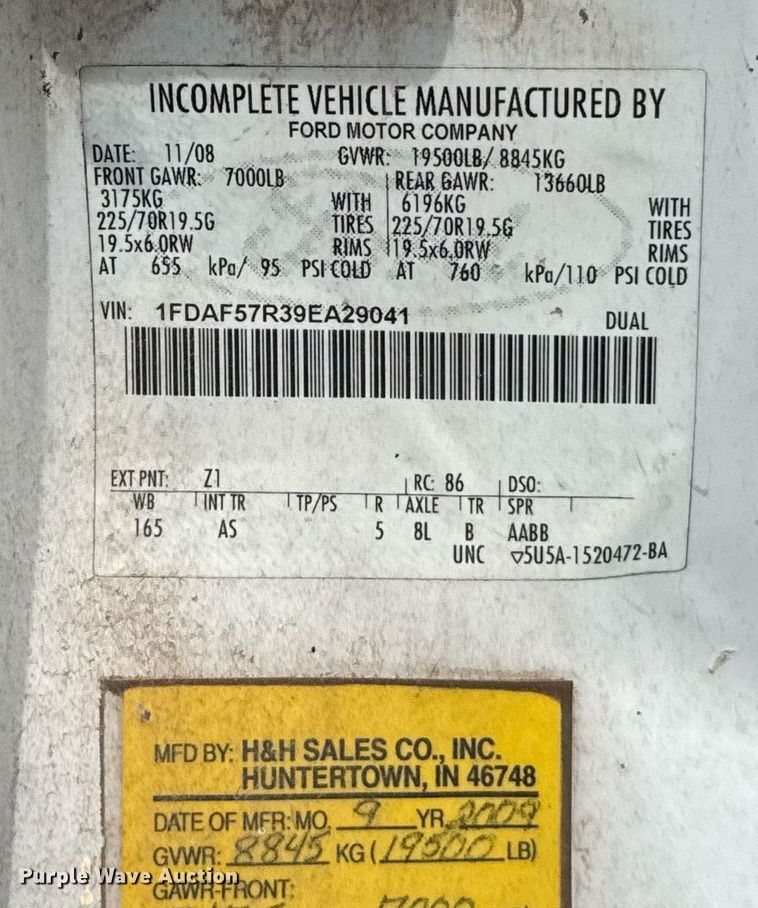 INCOMPLETE VEHICLE MANUFACTURED BY
FORD MOTOR COMPANY
DATE: 11/08 GVWR: 19500LB/ 8845KG
FRONT GAWR: 7000LB REAR GAWR: 13660LB
3175KG WITH 6196KG WITH
225/70R19.5G TIRES 225/70R19.5G TIRES
19.5x6.0RW RIMS 19.5x6.0RW RIMS
AT 655 kPa/ 95 PSI COLD AT 760 kPa/110 PSI COLD
VIN: 1FDAF57R39EA29041 DUAL
EXT PNT: Z1 RC: 86 DSO:
WB INT TR TP/PS R AXLE TR SPR
165 AS 5 8L B AABB
UNC ▽5U5A-1520472-BA
MFD BY: H&H SALES CO., INC.
HUNTERTOWN, IN 46748
DATE OF MFR: MO. 9 YR. 2009
GVWR: 8845 KG (19500 LB)
GAWR-FRONT:
7000
Purple Wave Auction